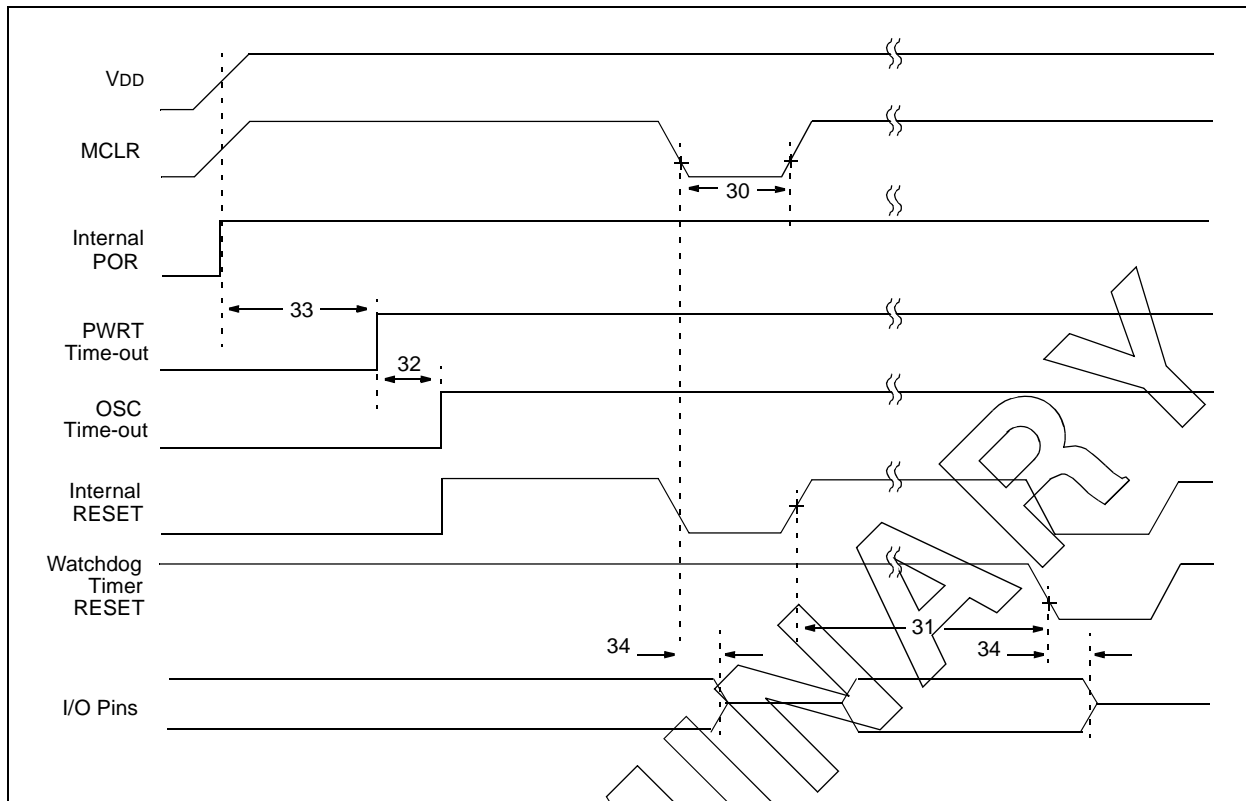 VDD
MCLR
30
Internal
POR
33
PWRT
Time-out
32
OSC
Time-out
Internal
RESET
Watchdog
Timer
RESET
31
34
34
I/O Pins
INARY